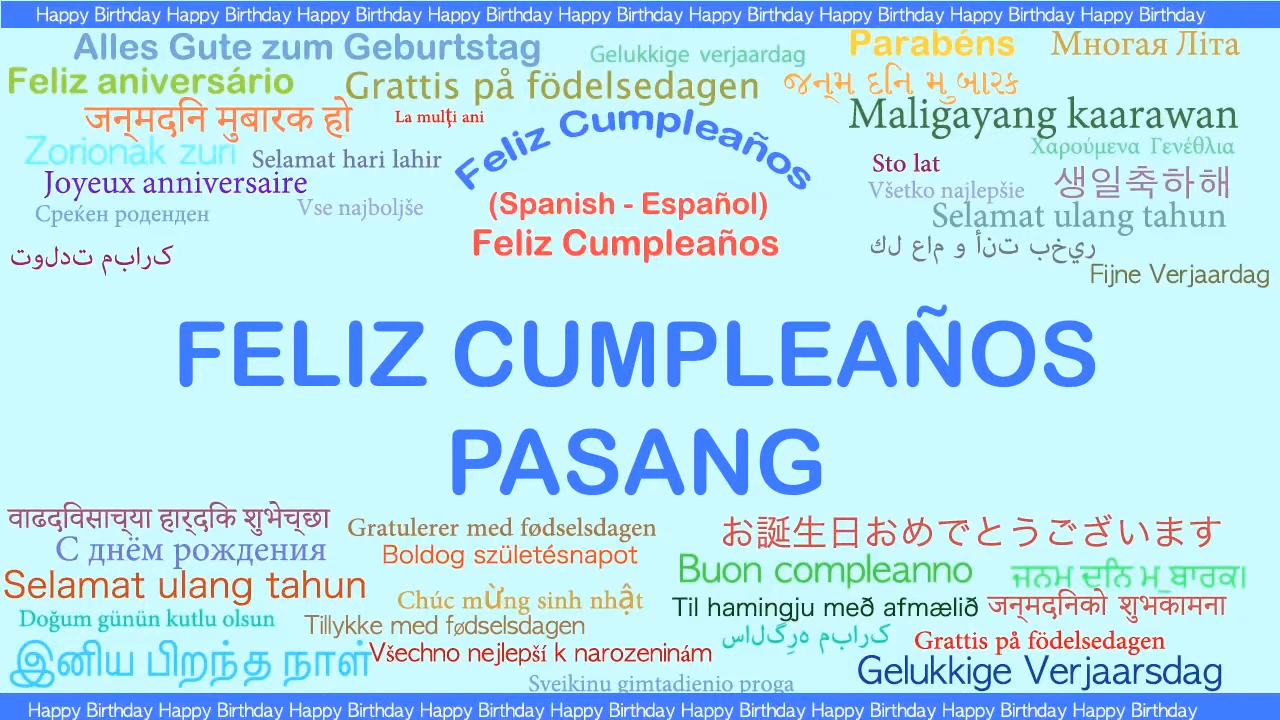 Happy Birthday Happy Birthday Happy Birthday Happy Birthday Happy Birthday Happy Birthday Happy Birthday Happy Birthday Happy Birthday
Alles Gute zum Geburtstag
Gelukkige verjaardag
Parabéns
Многая Літа
Feliz aniversário
Grattis på födelsedagen
જન્મ દિન મુબારક
जन्मदिन मुबारक हो
La mulţi ani
Feliz Cumpleaños
Maligayang kaarawan
Zorionak zuri
Selamat hari lahir
Χαρούμενα Γενέθλια
Sto lat
Joyeux anniversaire
Všetko najlepšie
생일축하해
Среќен роденден
Vse najboljše
(Spanish - Español)
Selamat ulang tahun
Feliz Cumpleaños
تولدت مبارک
كل عام و أنت بخير
Fijne Verjaardag
FELIZ CUMPLEAÑOS
PASANG
वाढदिवसाच्या हार्दिक शुभेच्छा
Gratulerer med fødselsdagen
お誕生日おめでとうございます
С днём рождения
Boldog születésnapot
Buon compleanno
ਜਨਮ ਦਿਨ ਮੁਬਾਰਕ।
Selamat ulang tahun
Chúc mừng sinh nhật
Til hamingju með afmælið
जन्मदिनको शुभकामना
Doğum günün kutlu olsun
Tillykke med fødselsdagen
سالگرہ مبارک
Grattis på födelsedagen
இனிய பிறந்த நாள்
Všechno nejlepší k narozeninám
Gelukkige Verjaarsdag
Sveikinu gimtadienio proga
Happy Birthday Happy Birthday Happy Birthday Happy Birthday Happy Birthday Happy Birthday Happy Birthday Happy Birthday Happy Birthday